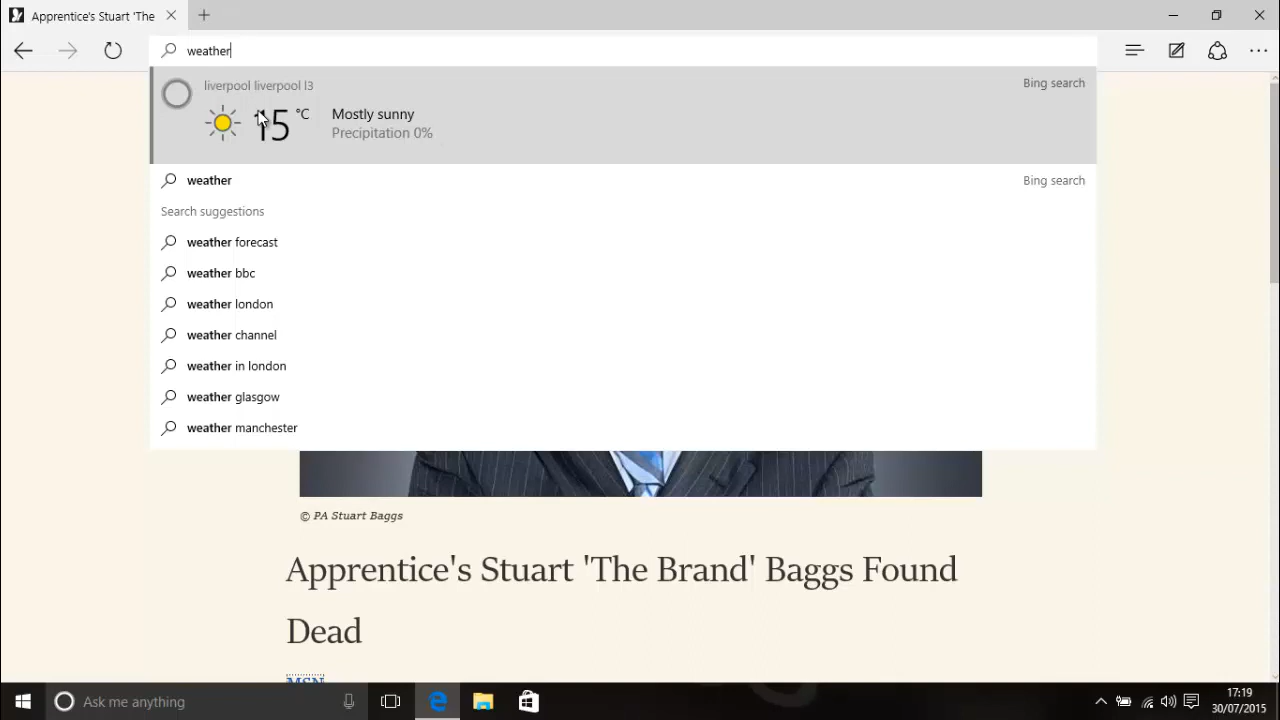 Apprentice's Stuart 'The
weather
liverpool liverpool l3
Bing search
15 °C
Mostly sunny
Precipitation 0%
weather
Bing search
Search suggestions
weather forecast
weather bbc
weather london
weather channel
weather in london
weather glasgow
weather manchester
© PA Stuart Baggs
Apprentice's Stuart 'The Brand' Baggs Found
Dead
MSN
Ask me anything
17:19
30/07/2015